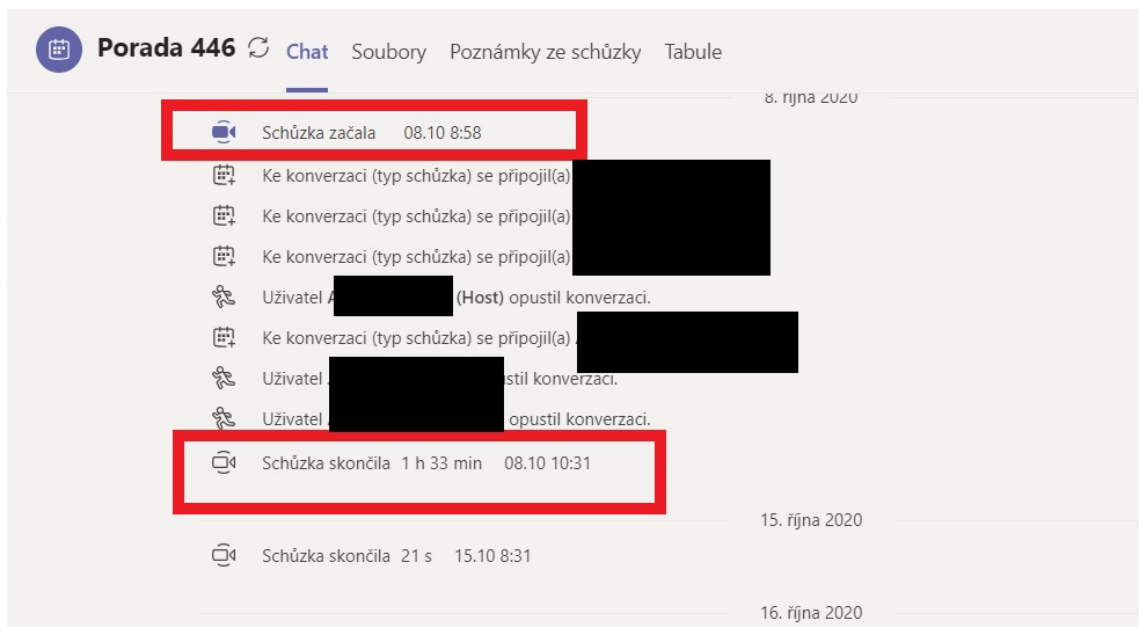 Porada 446 Chat Soubory Poznámky ze schůzky Tabule
8. října 2020
Schůzka začala 08.10 8:58
Ke konverzaci (typ schůzka) se připojil(a)
Ke konverzaci (typ schůzka) se připojil(a)
Ke konverzaci (typ schůzka) se připojil(a)
Uživatel A (Host) opustil konverzaci.
Ke konverzaci (typ schůzka) se připojil(a)
Uživatel konverzaci.
Uživatel opustil konverzaci.
Schůzka skončila 1 h 33 min 08.10 10:31
15. října 2020
Schůzka skončila 21 s 15.10 8:31
16. října 2020